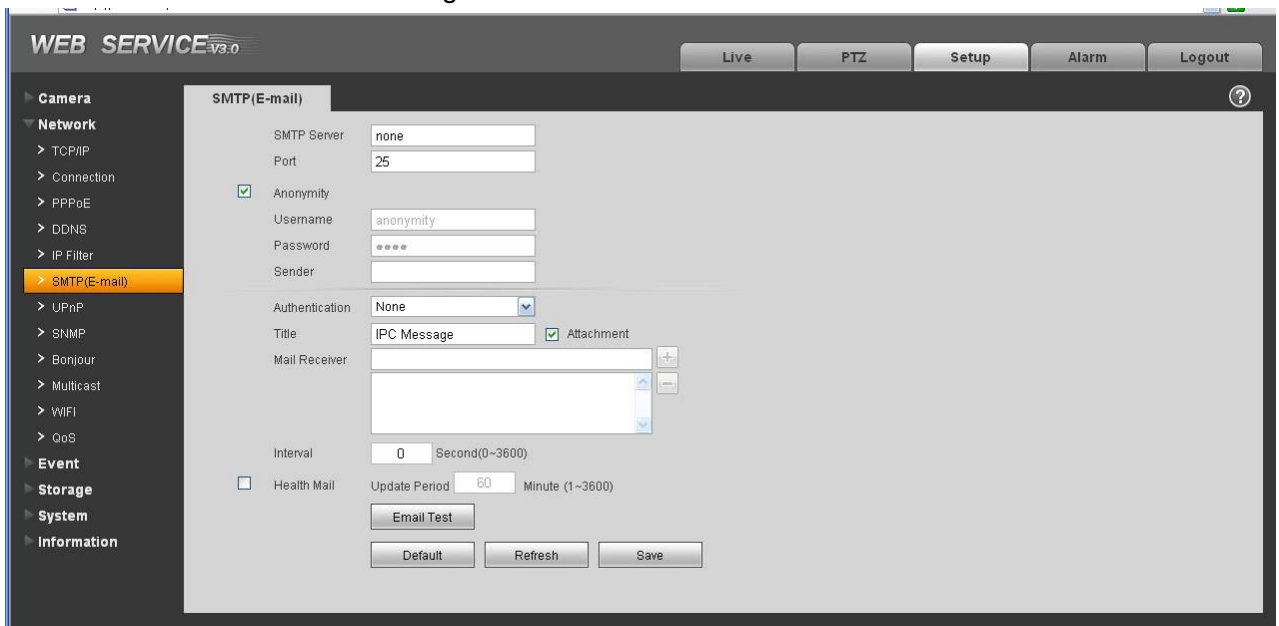 WEB SERVICE V3.0
Live PTZ Setup Alarm Logout
Camera
Network
TCP/IP
Connection
PPPoE
DDNS
IP Filter
SMTP(E-mail)
UPnP
SNMP
Bonjour
Multicast
WIFI
QoS
Event
Storage
System
Information
SMTP(E-mail)
SMTP Server none
Port 25
Anonymity
Username anonymity
Password ●●●●
Sender
Authentication None
Title IPC Message Attachment
Mail Receiver
Interval 0 Second(0~3600)
Health Mail Update Period 60 Minute (1~3600)
Email Test
Default Refresh Save